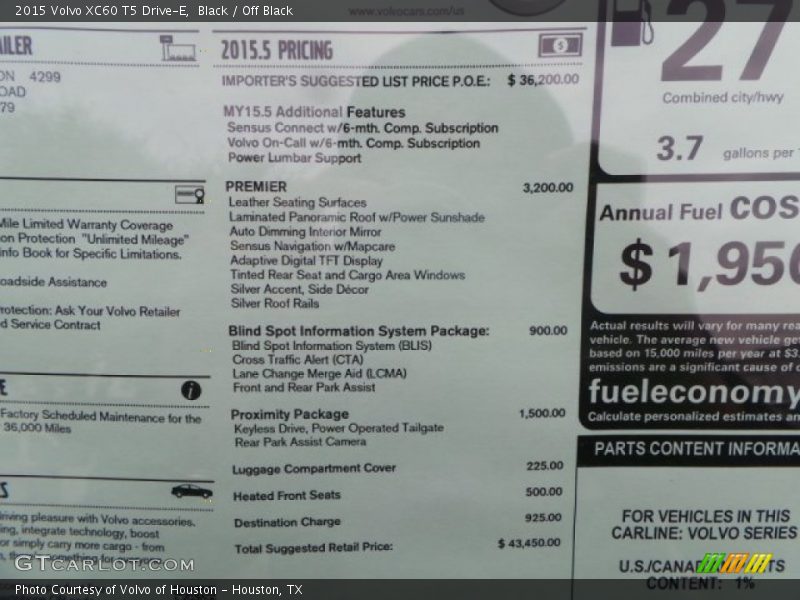 2015 Volvo XC60 T5 Drive-E, Black / Off Black
www.volvocars.com/us
4299
79
Mile Limited Warranty Coverage
on Protection "Unlimited Mileage"
Info Book for Specific Limitations.
oadside Assistance
rotection: Ask Your Volvo Retailer
d Service Contract
Factory Scheduled Maintenance for the
36,000 Miles
driving pleasure with Volvo accessories.
ing, integrate technology, boost
or simply carry more cargo - from
2015.5 PRICING
IMPORTER'S SUGGESTED LIST PRICE P.O.E.: $ 36,200.00
MY15.5 Additional Features
Sensus Connect w/6-mth. Comp. Subscription
Volvo On-Call w/6-mth. Comp. Subscription
Power Lumbar Support
PREMIER 3,200.00
Leather Seating Surfaces
Laminated Panoramic Roof w/Power Sunshade
Auto Dimming Interior Mirror
Sensus Navigation w/Mapcare
Adaptive Digital TFT Display
Tinted Rear Seat and Cargo Area Windows
Silver Accent, Side Décor
Silver Roof Rails
Blind Spot Information System Package: 900.00
Blind Spot Information System (BLIS)
Cross Traffic Alert (CTA)
Lane Change Merge Aid (LCMA)
Front and Rear Park Assist
Proximity Package 1,500.00
Keyless Drive, Power Operated Tailgate
Rear Park Assist Camera
Luggage Compartment Cover 225.00
Heated Front Seats 500.00
Destination Charge 925.00
Total Suggested Retail Price: $ 43,450.00
27
Combined city/hwy
3.7 gallons per
Annual Fuel COS
$1,950
Actual results will vary for many rea
vehicle. The average new vehicle ge
based on 15,000 miles per year at $3.
emissions are a significant cause of c
fueleconomy
Calculate personalized estimates an
PARTS CONTENT INFORMA
FOR VEHICLES IN THIS
CARLINE: VOLVO SERIES
CONTENT: 1%
GTCARLOT.COM
Photo Courtesy of Volvo of Houston - Houston, TX